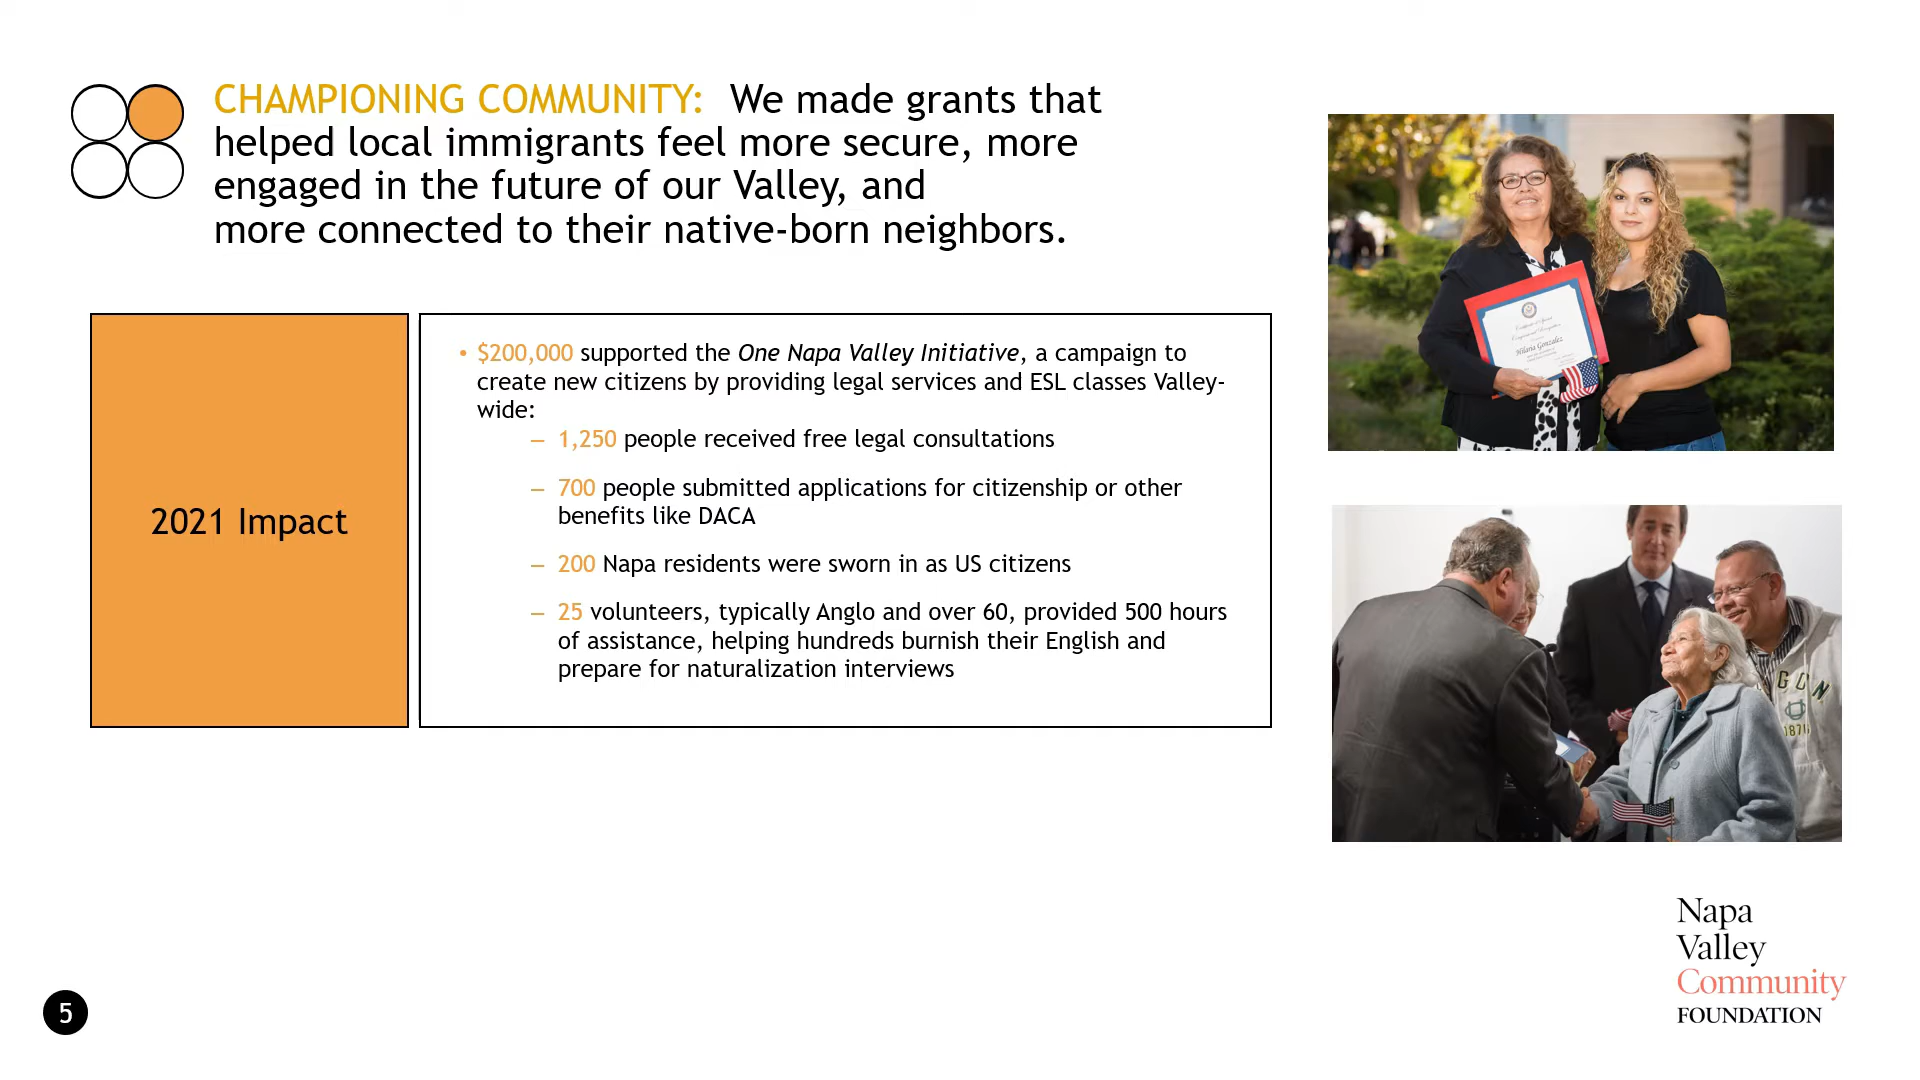 CHAMPIONING COMMUNITY: We made grants that
helped local immigrants feel more secure, more
engaged in the future of our Valley, and
more connected to their native-born neighbors.
2021 Impact
• $200,000 supported the One Napa Valley Initiative, a campaign to
create new citizens by providing legal services and ESL classes Valley-
wide:
– 1,250 people received free legal consultations
– 700 people submitted applications for citizenship or other
benefits like DACA
– 200 Napa residents were sworn in as US citizens
– 25 volunteers, typically Anglo and over 60, provided 500 hours
of assistance, helping hundreds burnish their English and
prepare for naturalization interviews
Hilaria Gonzalez
Napa
Valley
Community
FOUNDATION
5